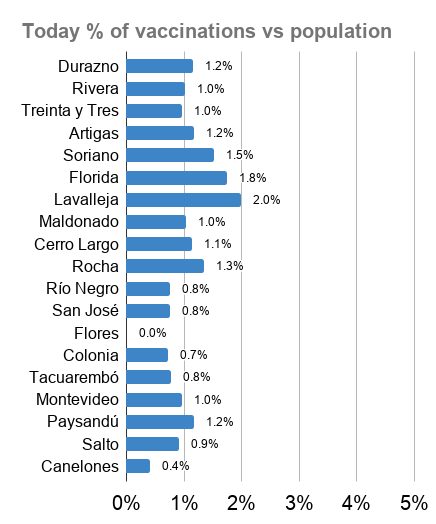 Today % of vaccinations vs population
Durazno 1.2%
Rivera 1.0%
Treinta y Tres 1.0%
Artigas 1.2%
Soriano 1.5%
Florida 1.8%
Lavalleja 2.0%
Maldonado 1.0%
Cerro Largo 1.1%
Rocha 1.3%
Río Negro 0.8%
San José 0.8%
Flores 0.0%
Colonia 0.7%
Tacuarembó 0.8%
Montevideo 1.0%
Paysandú 1.2%
Salto 0.9%
Canelones 0.4%
0% 1% 2% 3% 4% 5%